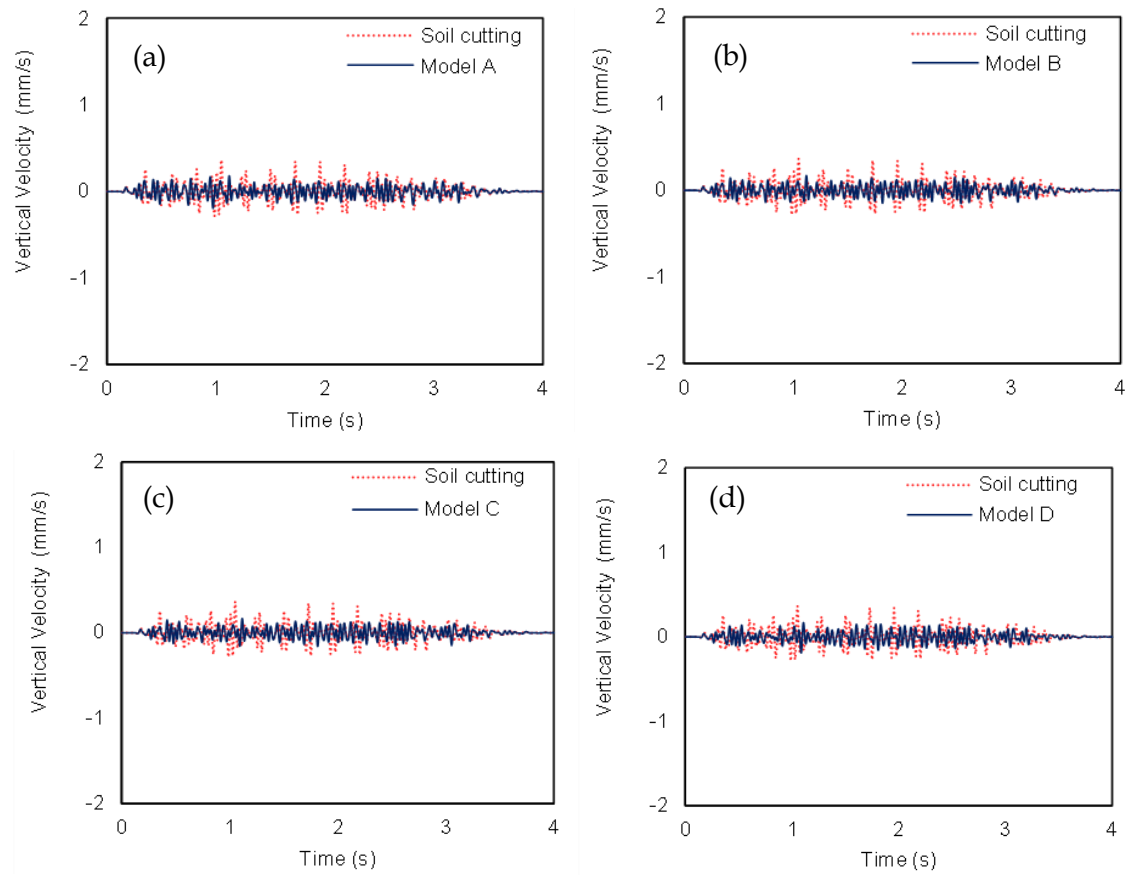 (a)
Soil cutting
Model A
Vertical Velocity (mm/s)
2
1
0
-1
-2
0 1 2 3 4
Time (s)
(b)
Soil cutting
Model B
Vertical Velocity (mm/s)
2
1
0
-1
-2
0 1 2 3 4
Time (s)
(c)
Soil cutting
Model C
Vertical Velocity (mm/s)
2
1
0
-1
-2
0 1 2 3 4
Time (s)
(d)
Soil cutting
Model D
Vertical Velocity (mm/s)
2
1
0
-1
-2
0 1 2 3 4
Time (s)